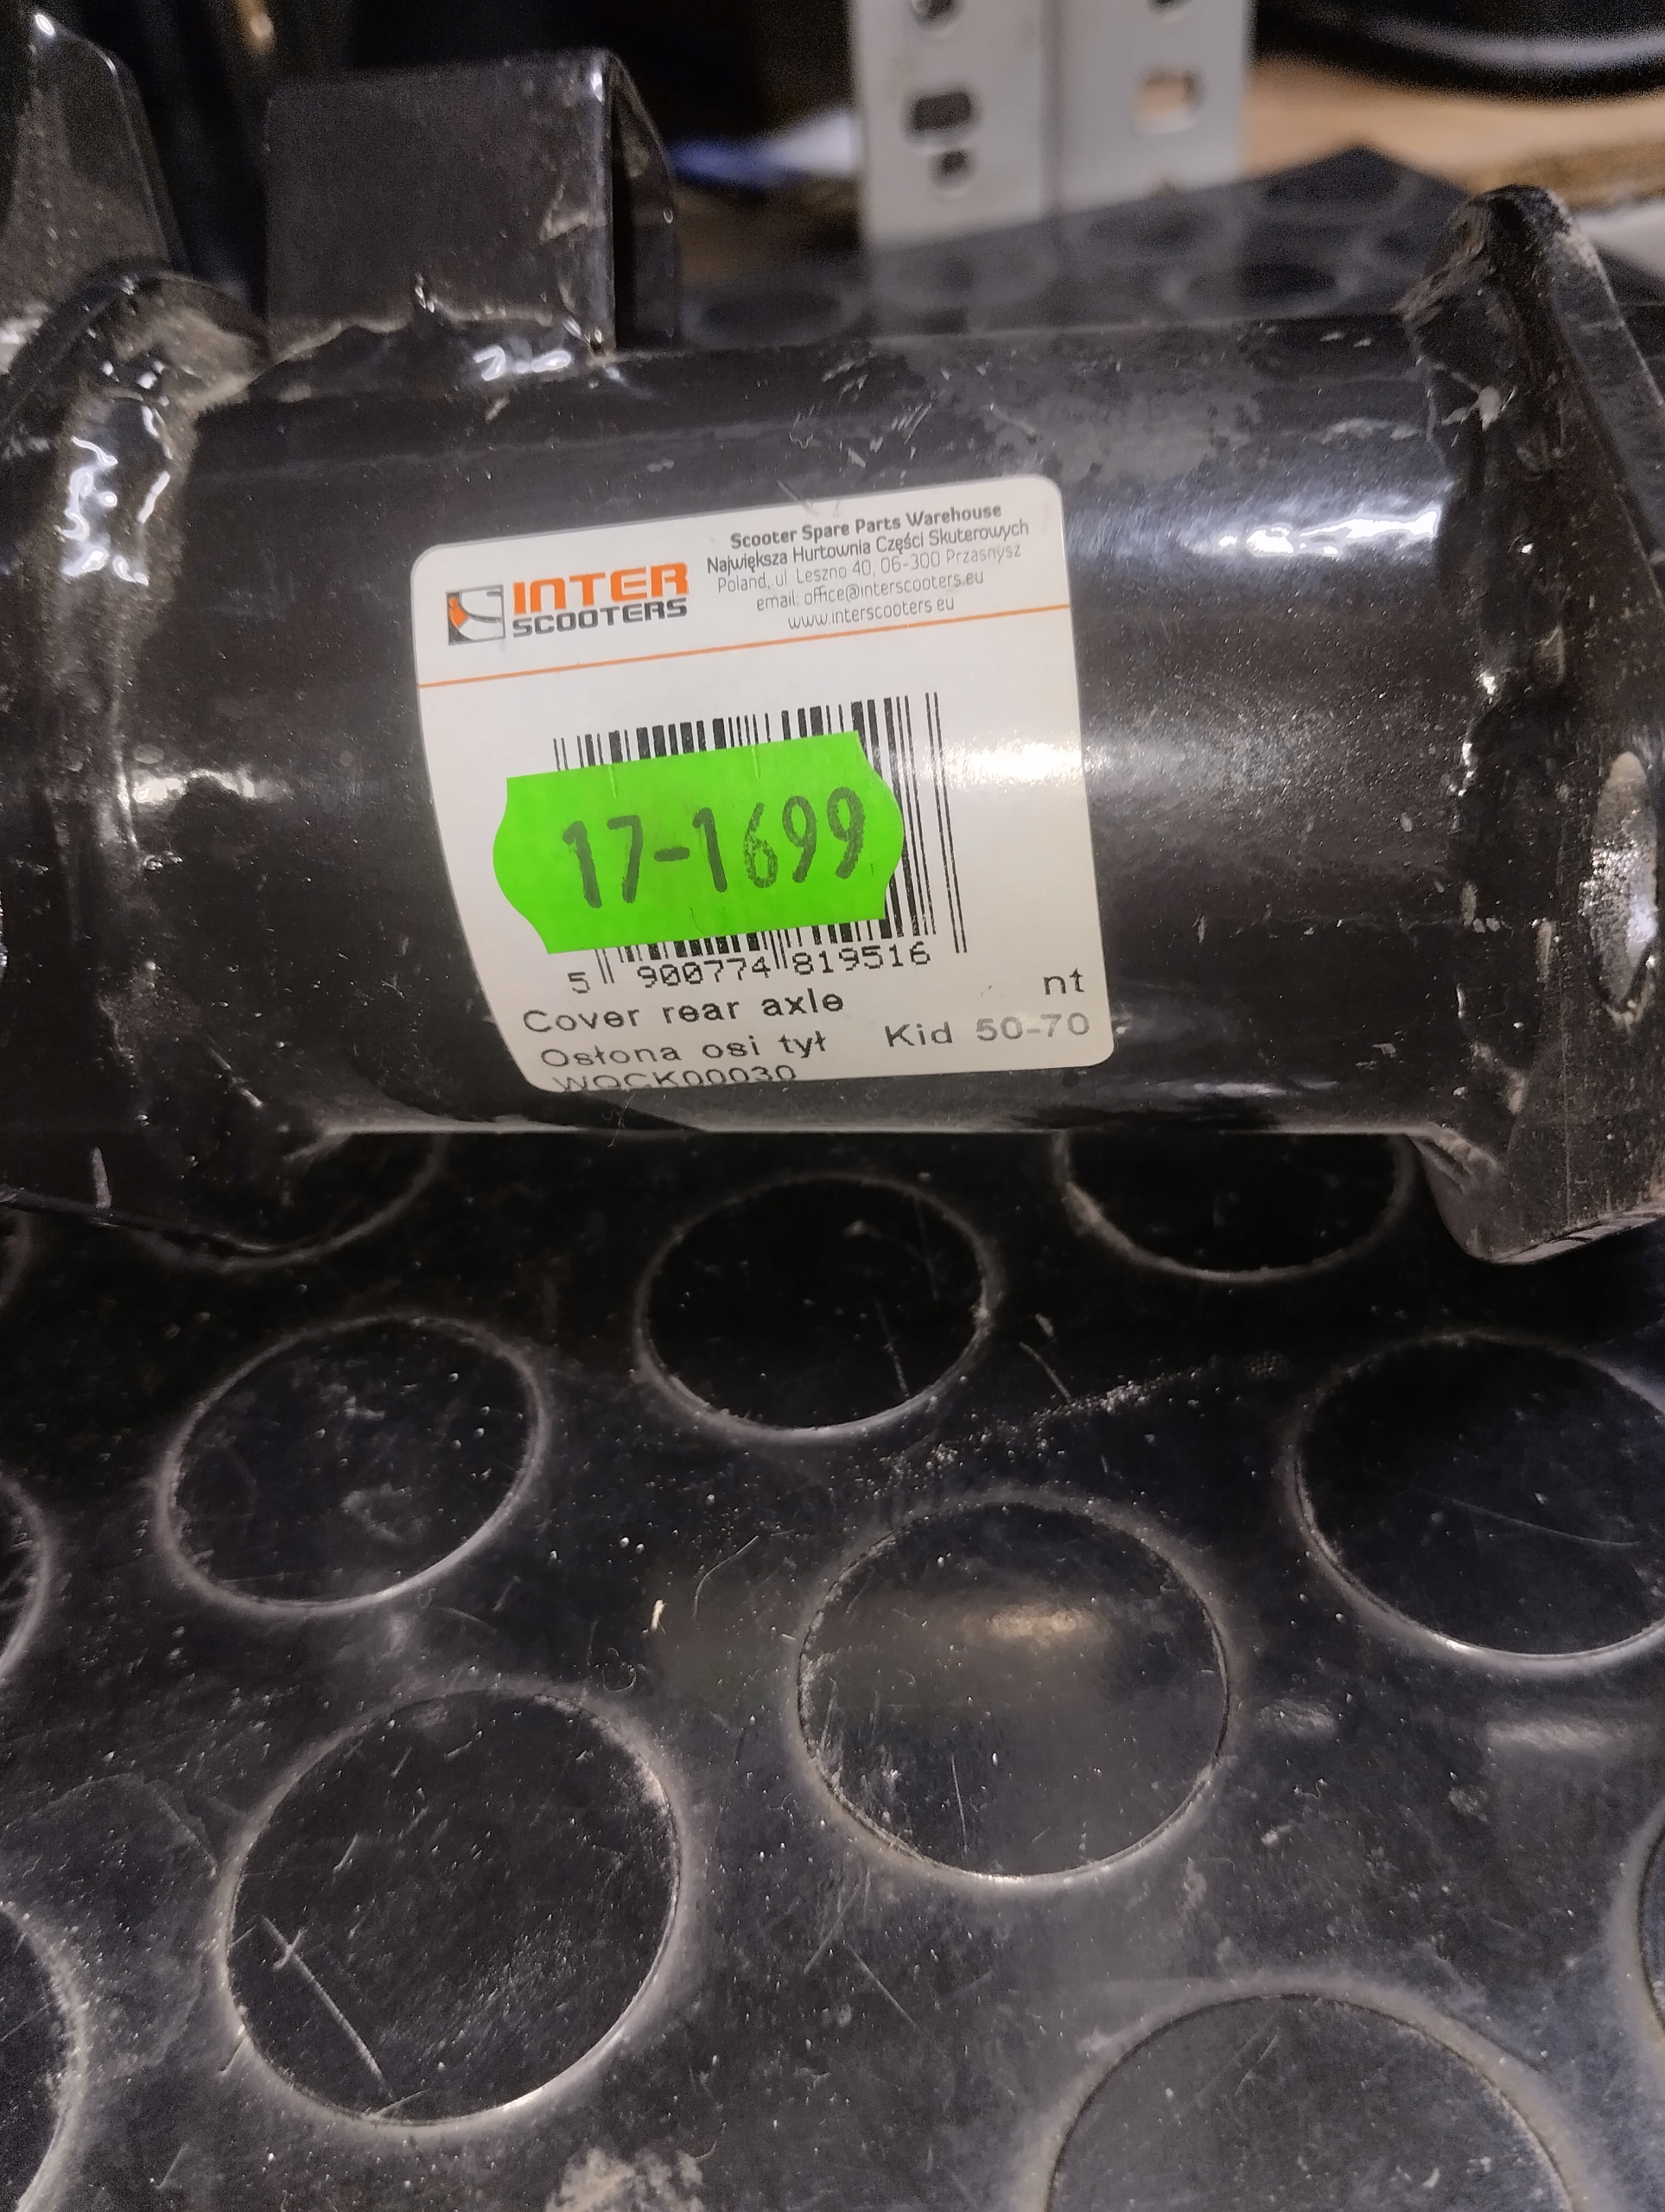 INTER
SCOOTERS
Scooter Spare Parts Warehouse
Największa Hurtownia Części Skuterowych
Poland, ul. Leszno 40, 06-300 Przasnysz
email: office@interscooters.eu
www.interscooters.eu
17-1699
5 900774 819516
nt
Cover rear axle
Osłona osi tył Kid 50-70
WQCK00030